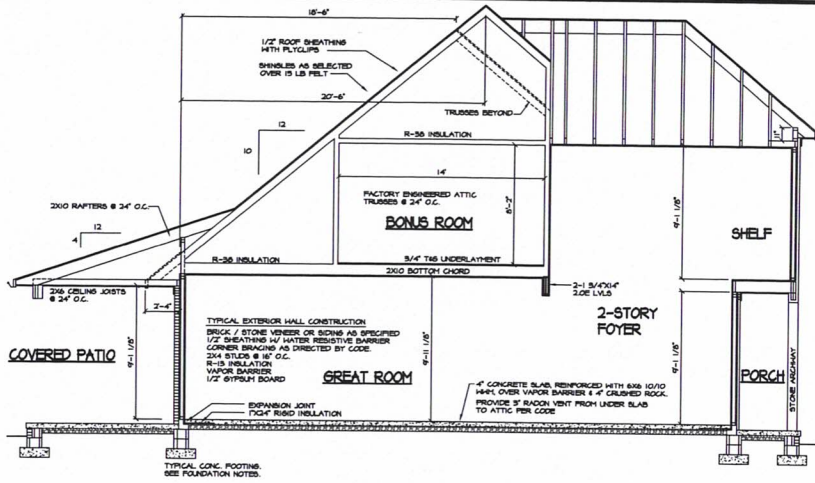 18'-6"
1/2" ROOF SHEATHING
WITH PLYCLIPS
SHINGLES AS SELECTED
OVER 15 LB FELT
20'-6"
TRUSSES BEYOND
12
10
R-38 INSULATION
11"
14'
FACTORY ENGINEERED ATTIC
TRUSSES @ 24" O.C.
BONUS ROOM
8'-2"
9'-1 1/8"
SHELF
2X10 RAFTERS @ 24" O.C.
12
4
R-38 INSULATION
3/4" T&G UNDERLAYMENT
2X10 BOTTOM CHORD
2X6 CEILING JOISTS
@ 24" O.C.
2'-4"
2-1 3/4"X14"
2.0E LVLS
2-STORY
FOYER
TYPICAL EXTERIOR WALL CONSTRUCTION
BRICK / STONE VENEER OR SIDING AS SPECIFIED
1/2" SHEATHING W/ WATER RESISTIVE BARRIER
CORNER BRACING AS DIRECTED BY CODE.
2X4 STUDS @ 16" O.C.
R-13 INSULATION
VAPOR BARRIER
1/2" GYPSUM BOARD
COVERED PATIO
9'-1 1/8"
GREAT ROOM
9'-11 1/8"
9'-1 1/8"
PORCH
STONE ARCHWAY
4" CONCRETE SLAB, REINFORCED WITH 6X6 10/10
WWM, OVER VAPOR BARRIER & 4" CRUSHED ROCK.
PROVIDE 3" RADON VENT FROM UNDER SLAB
TO ATTIC PER CODE
EXPANSION JOINT
1"X24" RIGID INSULATION
TYPICAL CONC. FOOTING.
SEE FOUNDATION NOTES.